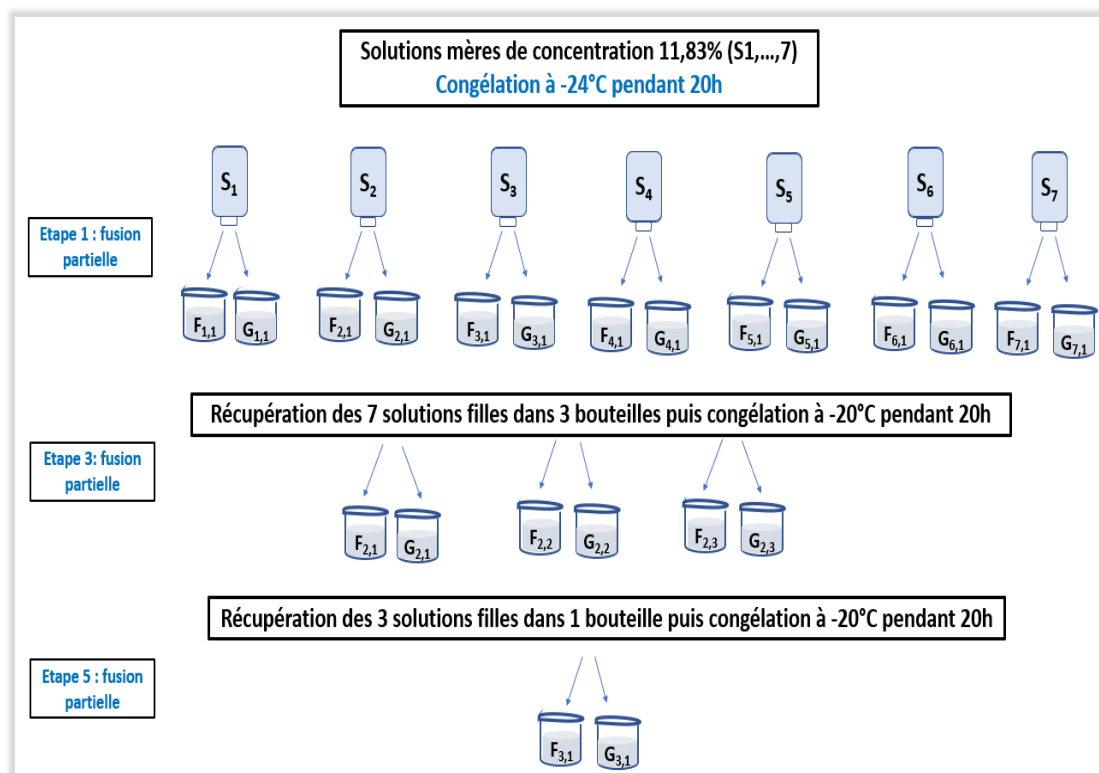 Solutions mères de concentration 11,83% (S1,...,7)
Congélation à -24°C pendant 20h
S1 S2 S3 S4 S5 S6 S7
Etape 1 : fusion
partielle
F1,1 G1,1 F2,1 G2,1 F3,1 G3,1 F4,1 G4,1 F5,1 G5,1 F6,1 G6,1 F7,1 G7,1
Récupération des 7 solutions filles dans 3 bouteilles puis congélation à -20°C pendant 20h
Etape 3: fusion
partielle
F2,1 G2,1 F2,2 G2,2 F2,3 G2,3
Récupération des 3 solutions filles dans 1 bouteille puis congélation à -20°C pendant 20h
Etape 5 : fusion
partielle
F3,1 G3,1